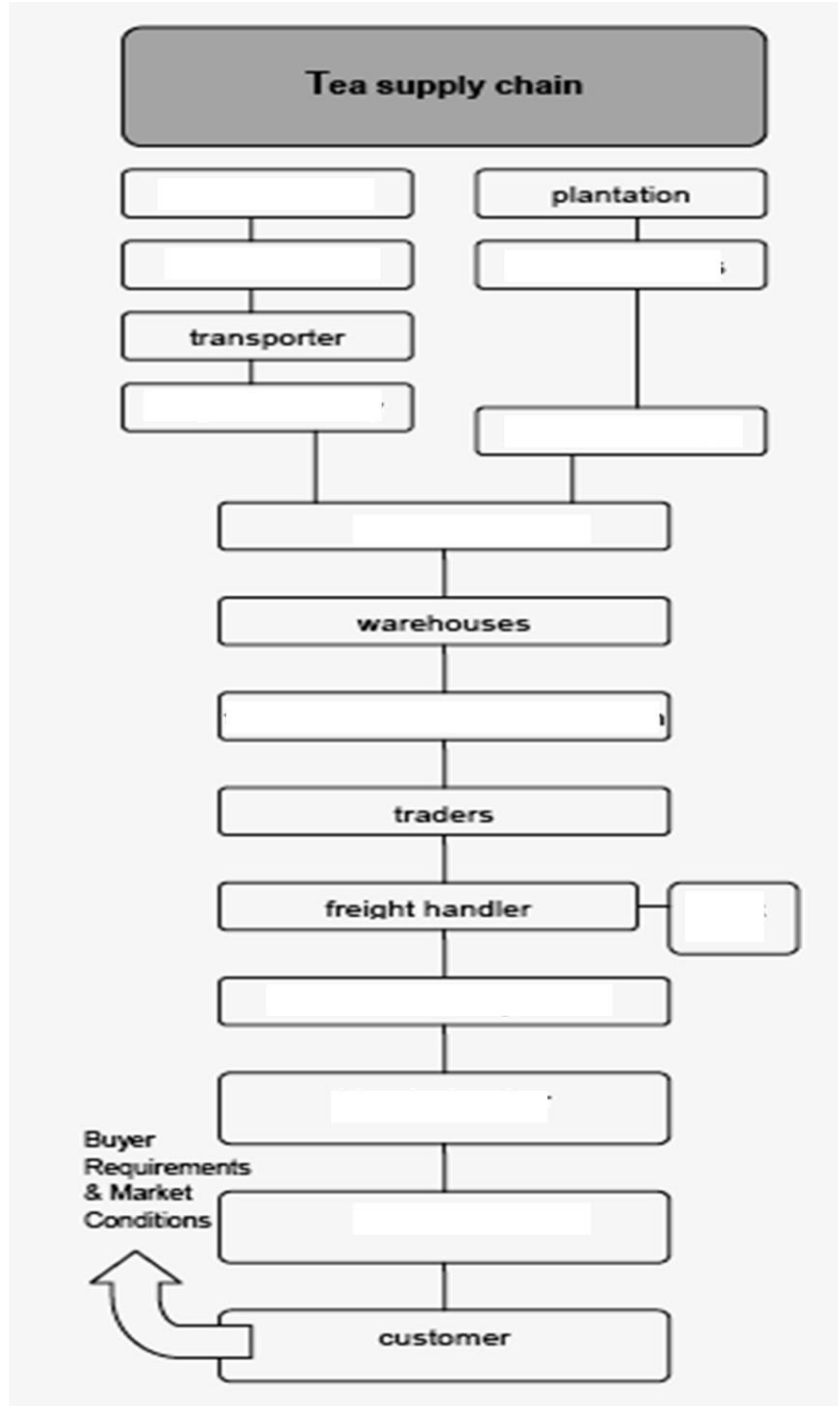 Tea supply chain
plantation
transporter
warehouses
traders
freight handler
Buyer
Requirements
& Market
Conditions
customer